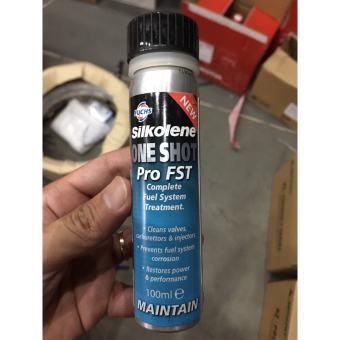 NEW
FUCHS
Silkolene
ONE SHOT
Pro FST
Complete
Fuel System
Treatment.
• Cleans valves,
carburettors & injectors
• Prevents fuel system
corrosion
• Restores power
& performance
100ml e
MAINTAIN